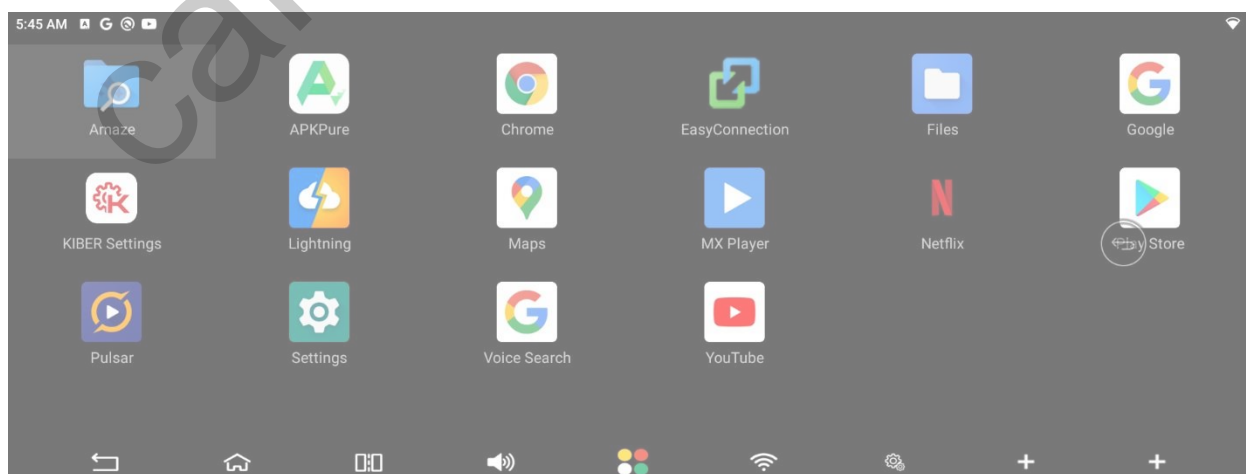 5:45 AM
Amaze APKPure Chrome EasyConnection Files Google
KIBER Settings Lightning Maps MX Player Netflix Play Store
Pulsar Settings Voice Search YouTube